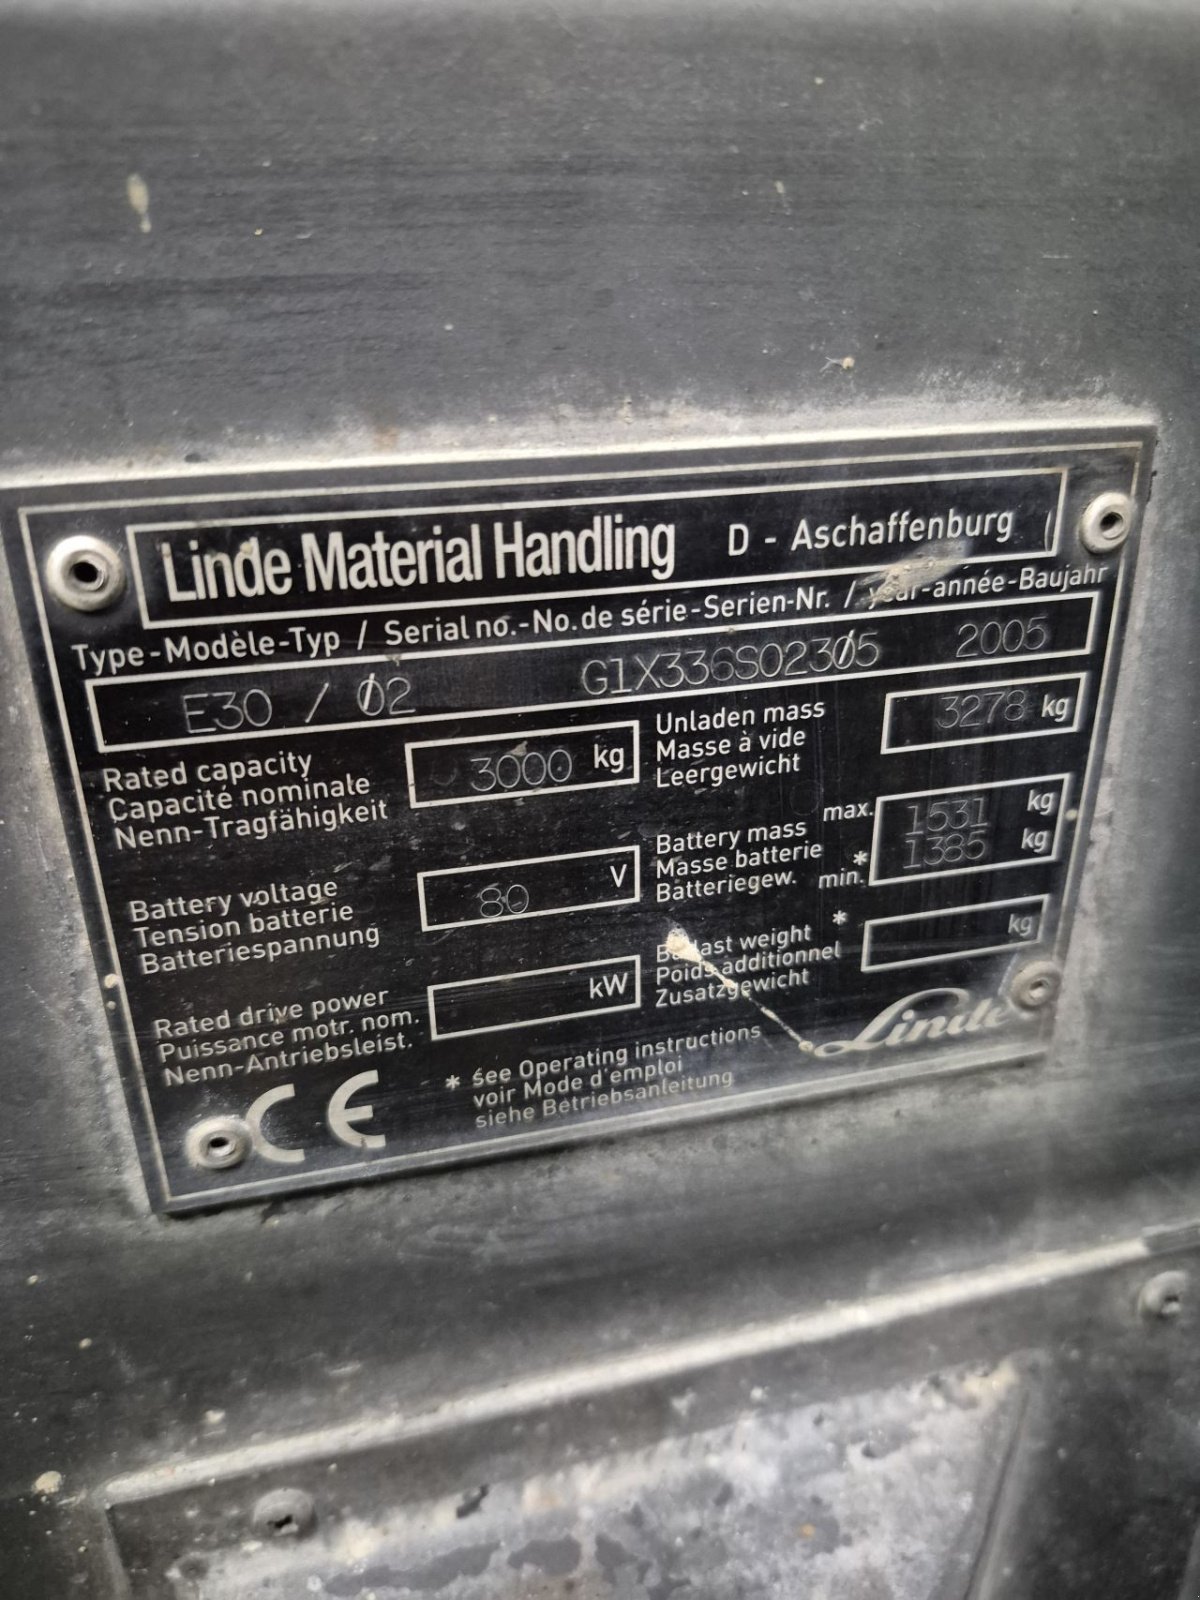 Linde Material Handling D - Aschaffenburg
Type-Modèle-Typ / Serial no.-No. de série-Serien-Nr. / year-année-Baujahr
E30 / 02 G1X336S02305 2005
Rated capacity
Capacité nominale
Nenn-Tragfähigkeit
3000 kg
Unladen mass
Masse à vide
Leergewicht
3278 kg
Battery voltage
Tension batterie
Batteriespannung
80 V
Battery mass
Masse batterie
Batteriegew.
max. 1531 kg
* min. 1385 kg
Rated drive power
Puissance motr. nom.
Nenn-Antriebsleist.
kW
Ballast weight *
Poids additionnel
Zusatzgewicht
kg
CE
* see Operating instructions
voir Mode d'emploi
siehe Betriebsanleitung
Linde